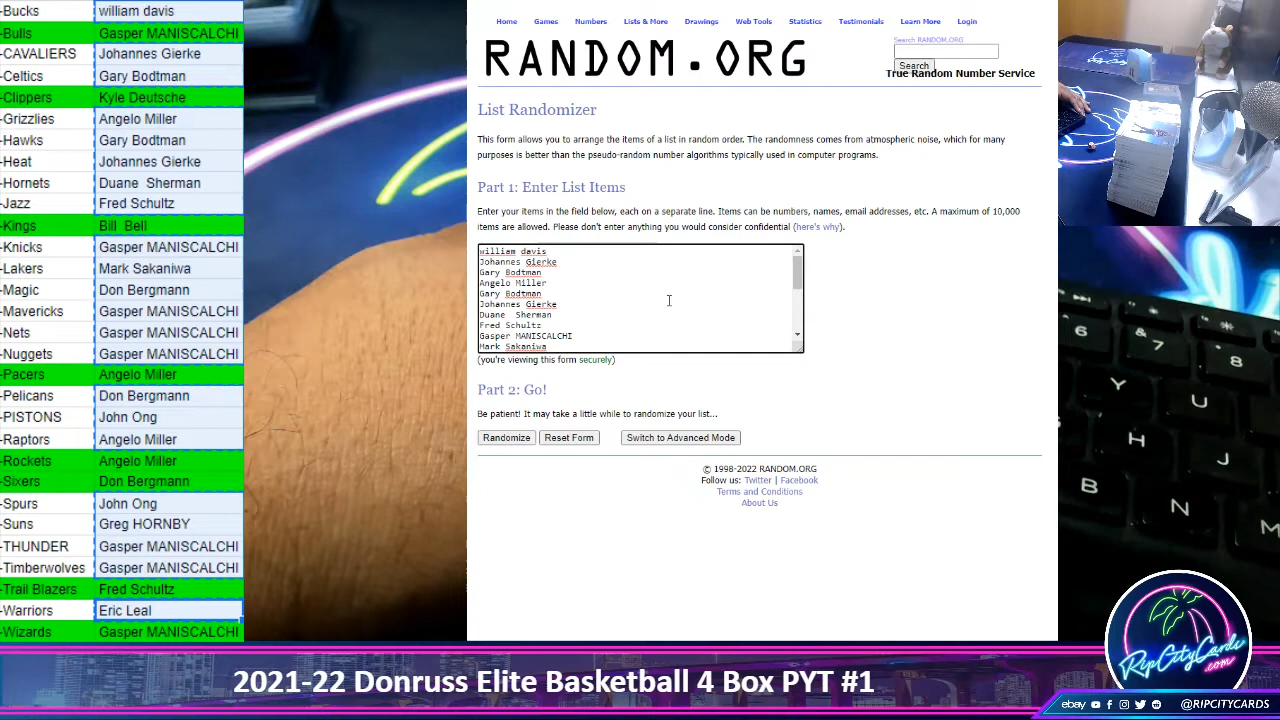 -Bucks william davis
-Bulls Gasper MANISCALCHI
-CAVALIERS Johannes Gierke
-Celtics Gary Bodtman
-Clippers Kyle Deutsche
-Grizzlies Angelo Miller
-Hawks Gary Bodtman
-Heat Johannes Gierke
-Hornets Duane  Sherman
-Jazz Fred Schultz
-Kings Bill  Bell
-Knicks Gasper MANISCALCHI
-Lakers Mark Sakaniwa
-Magic Don Bergmann
-Mavericks Gasper MANISCALCHI
-Nets Gasper MANISCALCHI
-Nuggets Gasper MANISCALCHI
-Pacers Angelo Miller
-Pelicans Don Bergmann
-PISTONS John Ong
-Raptors Angelo Miller
-Rockets Angelo Miller
-Sixers Don Bergmann
-Spurs John Ong
-Suns Greg HORNBY
-THUNDER Gasper MANISCALCHI
-Timberwolves Gasper MANISCALCHI
-Trail Blazers Fred Schultz
-Warriors Eric Leal
-Wizards Gasper MANISCALCHI
Home Games Numbers Lists & More Drawings Web Tools Statistics Testimonials Learn More Login
RANDOM.ORG
Search RANDOM.ORG
Search
True Random Number Service
List Randomizer
This form allows you to arrange the items of a list in random order. The randomness comes from atmospheric noise, which for many
purposes is better than the pseudo-random number algorithms typically used in computer programs.
Part 1: Enter List Items
Enter your items in the field below, each on a separate line. Items can be numbers, names, email addresses, etc. A maximum of 10,000
items are allowed. Please don't enter anything you would consider confidential (here's why).
william davis
Johannes Gierke
Gary Bodtman
Angelo Miller
Gary Bodtman
Johannes Gierke
Duane  Sherman
Fred Schultz
Gasper MANISCALCHI
Mark Sakaniwa
(you're viewing this form securely)
Part 2: Go!
Be patient! It may take a little while to randomize your list...
Randomize Reset Form Switch to Advanced Mode
© 1998-2022 RANDOM.ORG
Follow us: Twitter | Facebook
Terms and Conditions
About Us
6 7 8
Y U
H J
B N M
RipCityCards
.com
2021-22 Donruss Elite Basketball 4 Box PYT #1
ebay @RIPCITYCARDS